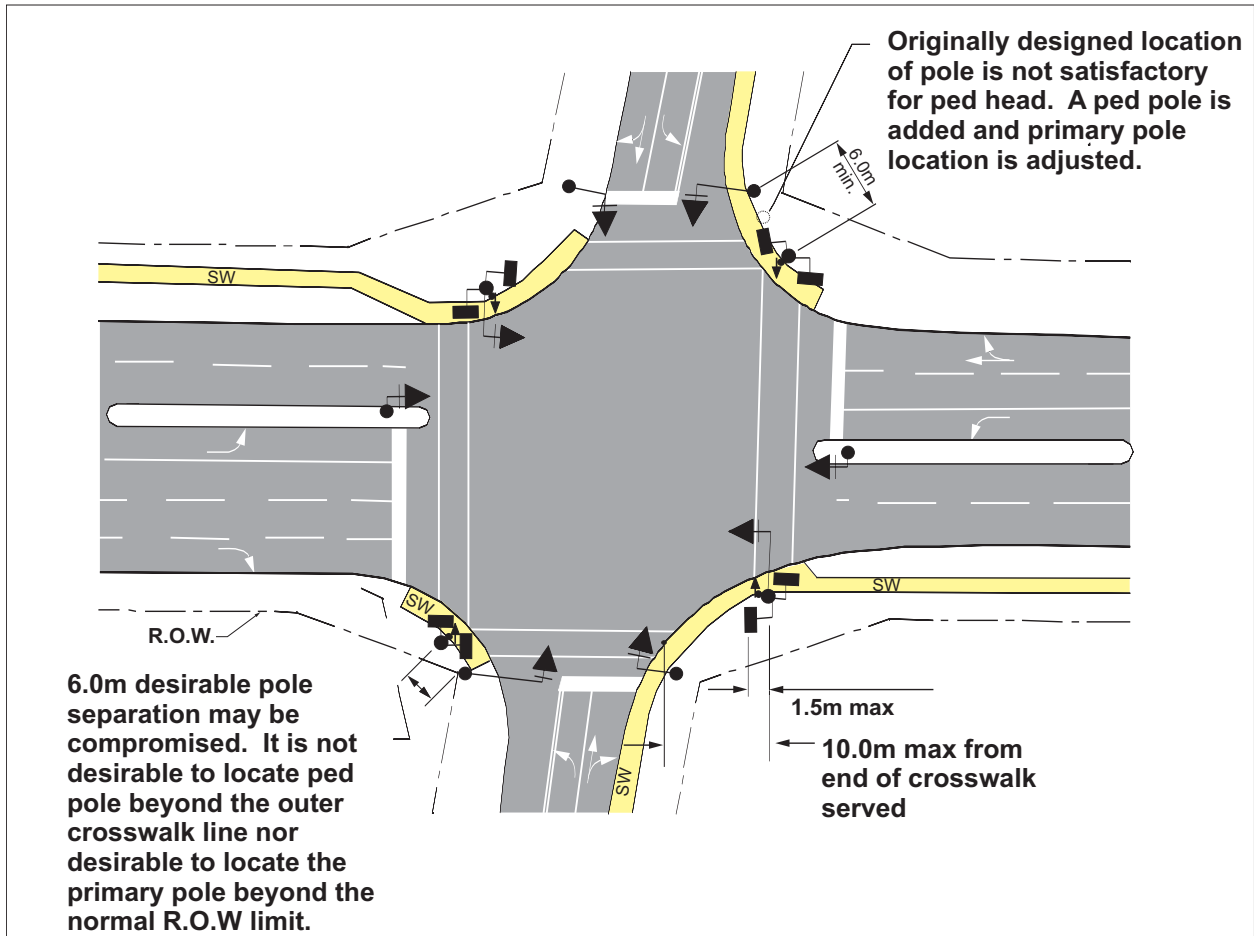 Originally designed location
of pole is not satisfactory
for ped head. A ped pole is
added and primary pole
location is adjusted.
6.0m
min.
SW
SW
SW
R.O.W.
6.0m desirable pole
separation may be
compromised. It is not
desirable to locate ped
pole beyond the outer
crosswalk line nor
desirable to locate the
primary pole beyond the
normal R.O.W limit.
1.5m max
10.0m max from
end of crosswalk
served
SW